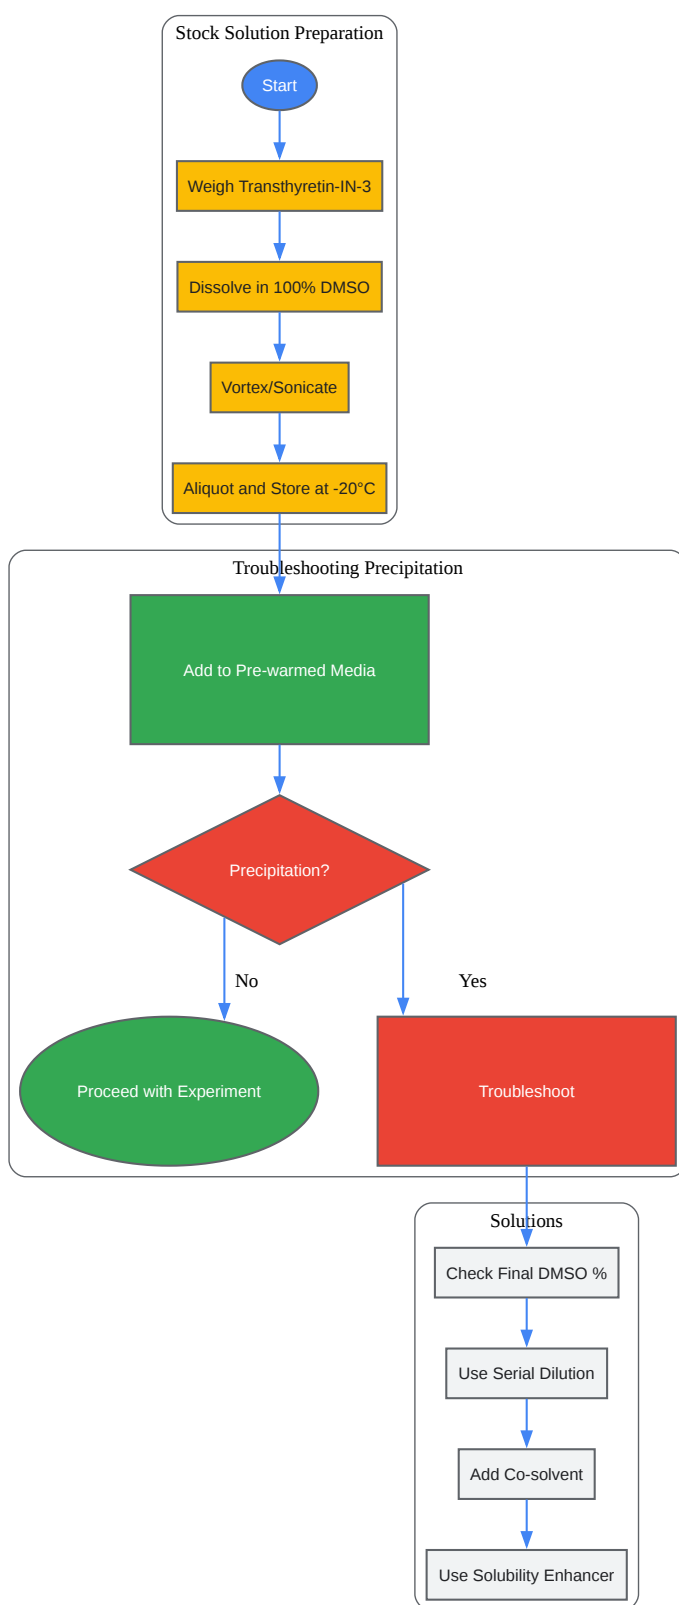 Stock Solution Preparation
Start
Weigh Transthyretin-IN-3
Dissolve in 100% DMSO
Vortex/Sonicate
Aliquot and Store at -20°C
Troubleshooting Precipitation
Add to Pre-warmed Media
Precipitation?
No
Yes
Proceed with Experiment
Troubleshoot
Solutions
Check Final DMSO %
Use Serial Dilution
Add Co-solvent
Use Solubility Enhancer